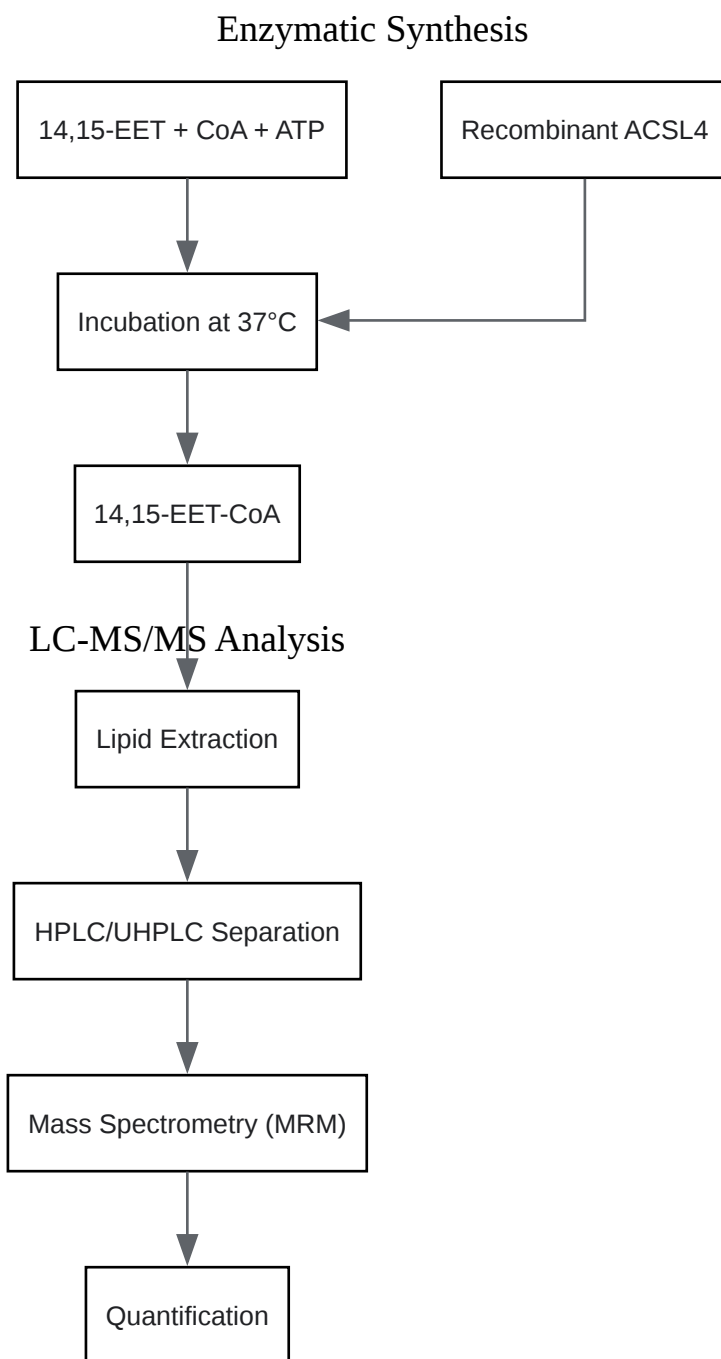 Enzymatic Synthesis
14,15-EET + CoA + ATP
Recombinant ACSL4
Incubation at 37°C
14,15-EET-CoA
LC-MS/MS Analysis
Lipid Extraction
HPLC/UHPLC Separation
Mass Spectrometry (MRM)
Quantification